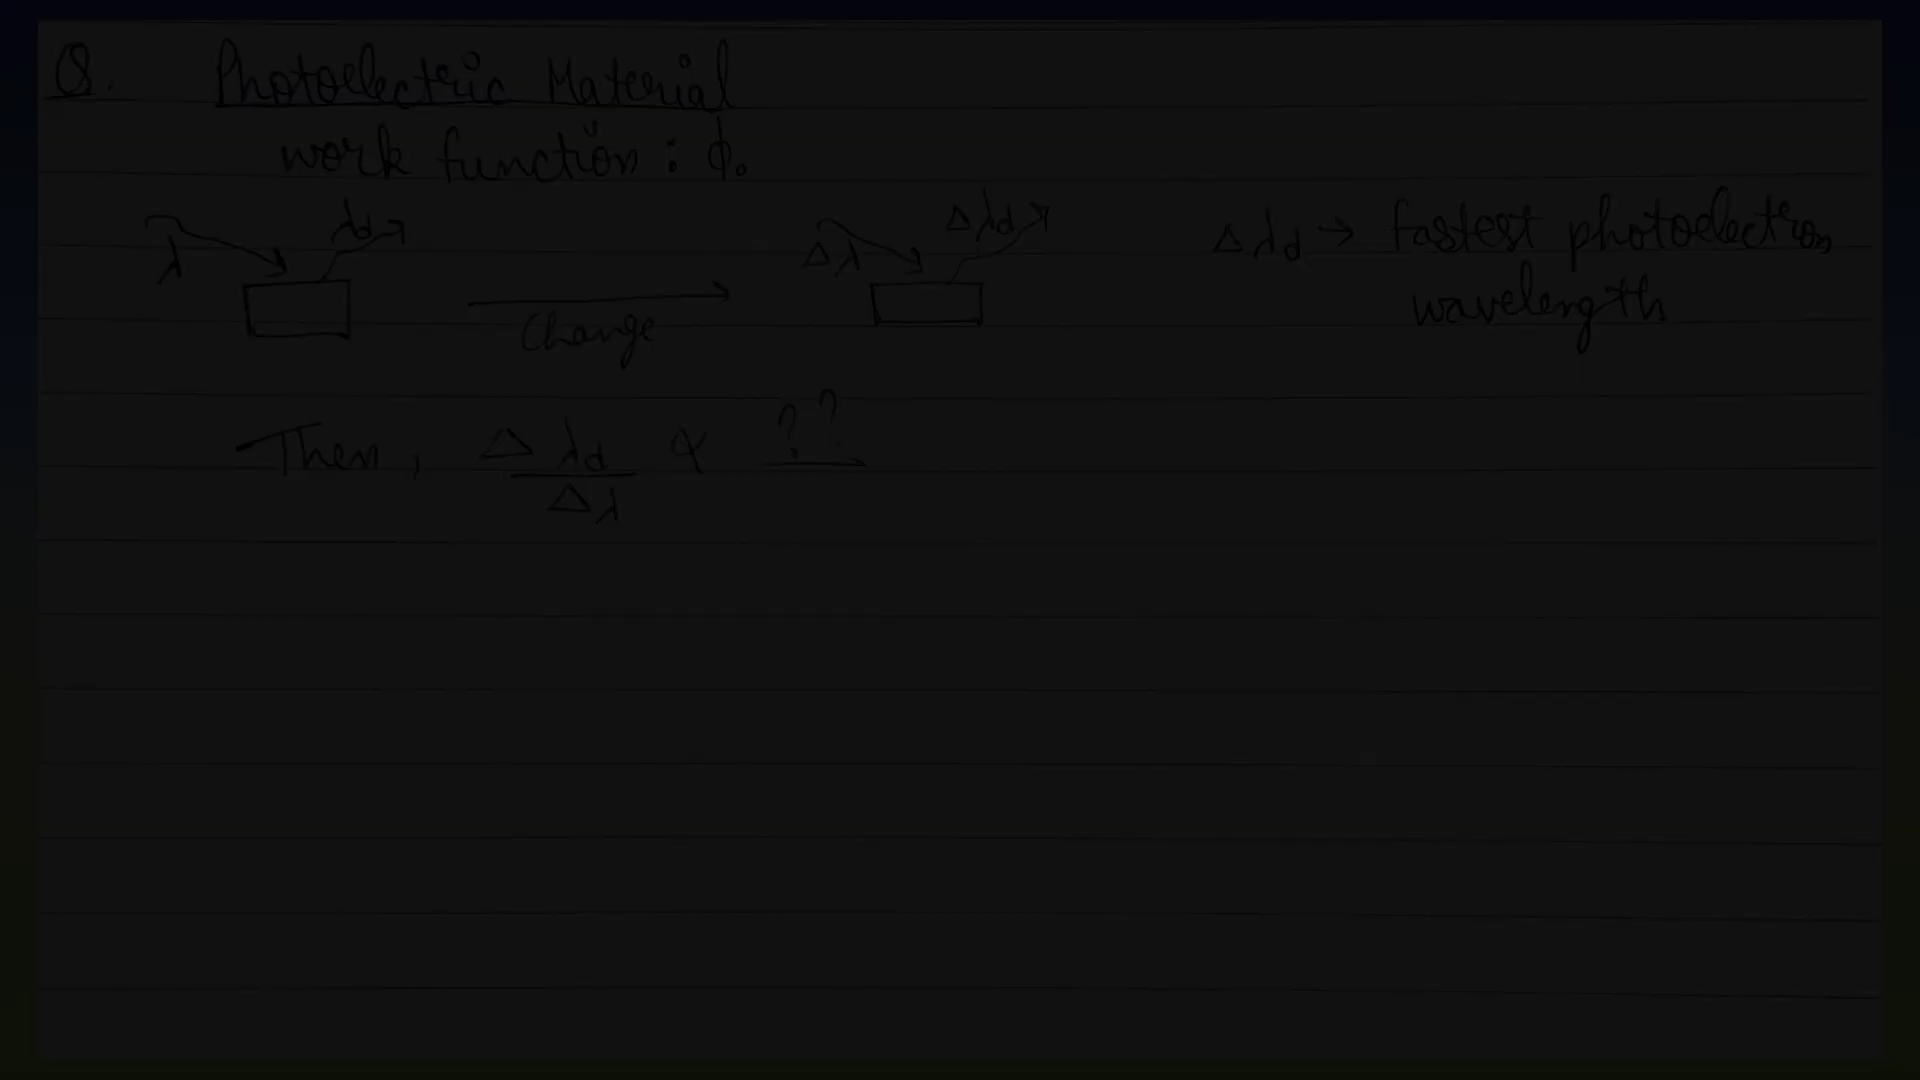 Q. Photoelectric Material
work function : ϕ₀
λ λd Δλ Δλd Δλd → fastest photoelectron
Change wavelength
Then, Δλd / Δλ ∝ ??